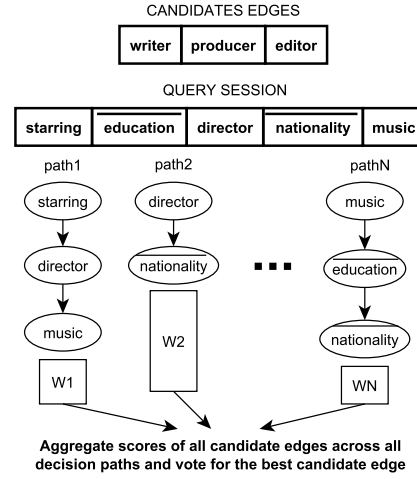 CANDIDATES EDGES
writer producer editor
QUERY SESSION
starring education director nationality music
path1 path2 pathN
starring director music
director nationality education
music nationality
W1 W2 WN
Aggregate scores of all candidate edges across all
decision paths and vote for the best candidate edge